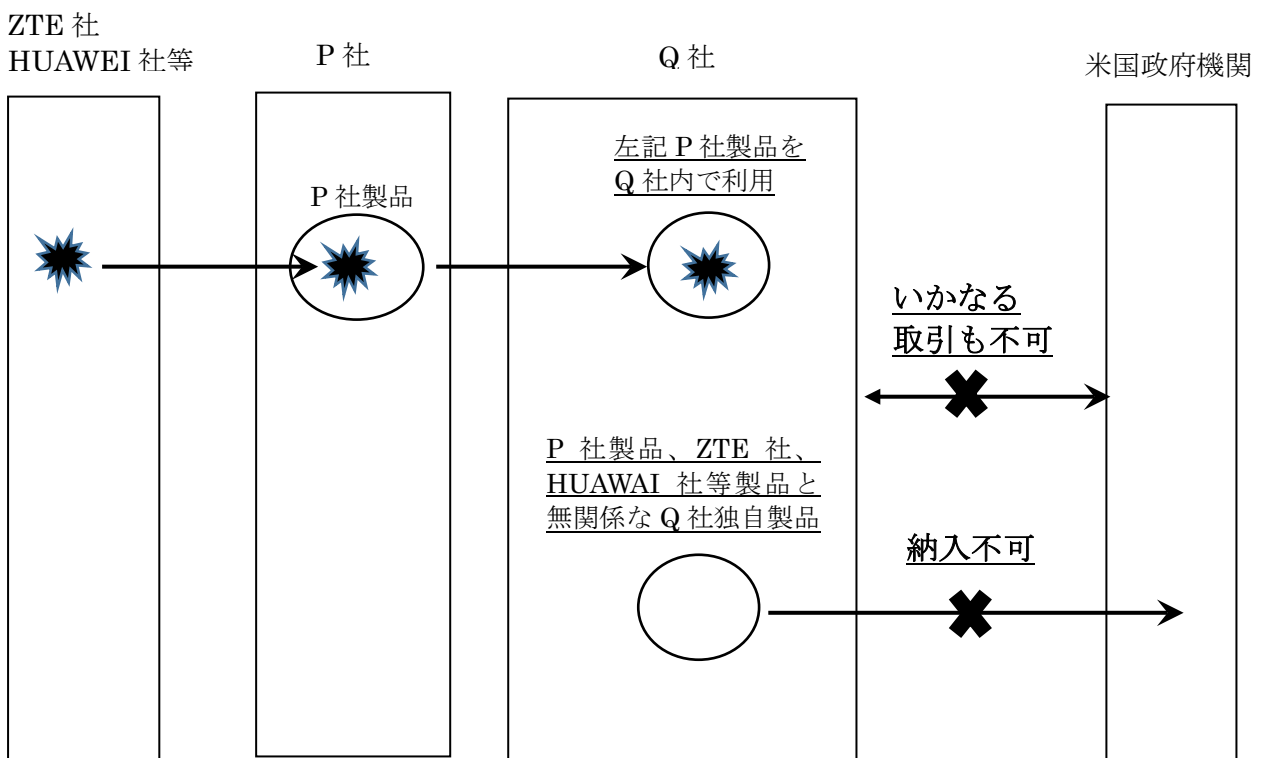 ZTE 社
HUAWEI 社等
P 社
Q 社
米国政府機関
左記 P 社製品を
Q 社内で利用
P 社製品
いかなる
取引も不可
P 社製品、ZTE 社、
HUAWAI 社等製品と
無関係な Q 社独自製品
納入不可